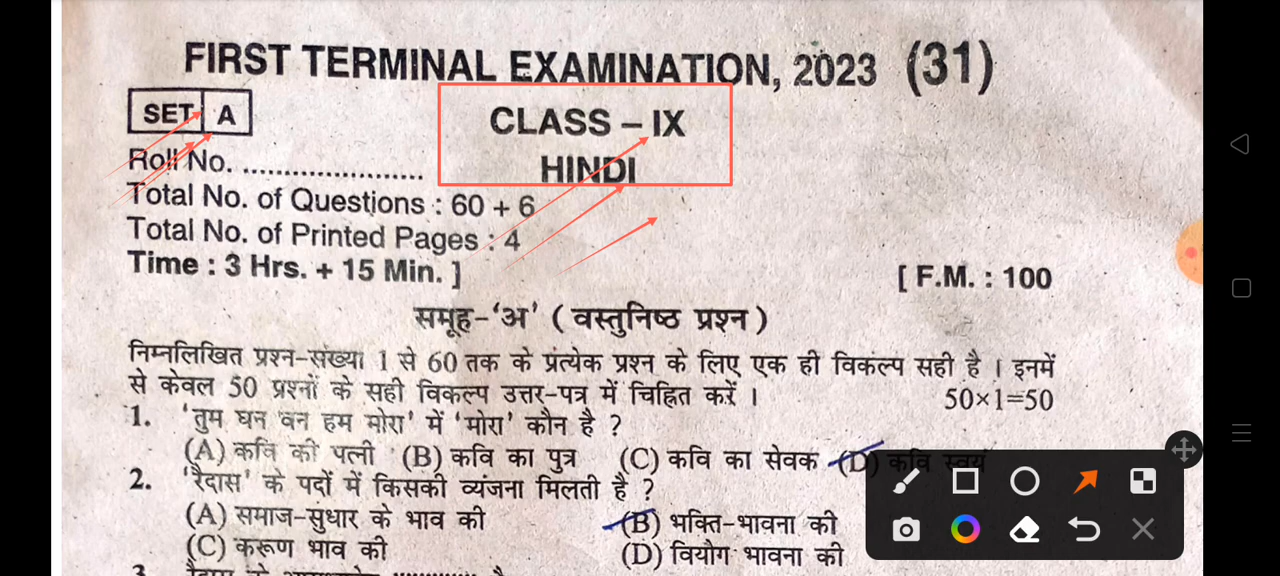 FIRST TERMINAL EXAMINATION, 2023 (31)
SET A
CLASS – IX
HINDI
Roll No. ........................
Total No. of Questions : 60 + 6
Total No. of Printed Pages : 4
Time : 3 Hrs. + 15 Min. ]
[ F.M. : 100
समूह-‘अ’ ( वस्तुनिष्ठ प्रश्न )
निम्नलिखित प्रश्न-संख्या 1 से 60 तक के प्रत्येक प्रश्न के लिए एक ही विकल्प सही है । इनमें
से केवल 50 प्रश्नों के सही विकल्प उत्तर-पत्र में चिह्नित करें । 50×1=50
1. ‘तुम घन वन हम मोरा’ में ‘मोरा’ कौन है ?
(A) कवि की पत्नी (B) कवि का पुत्र (C) कवि का सेवक (D) कवि स्वयं
2. ‘रैदास’ के पदों में किसकी व्यंजना मिलती है ?
(A) समाज-सुधार के भाव की (B) भक्ति-भावना की
(C) करूण भाव की (D) वियोग भावना की
3.